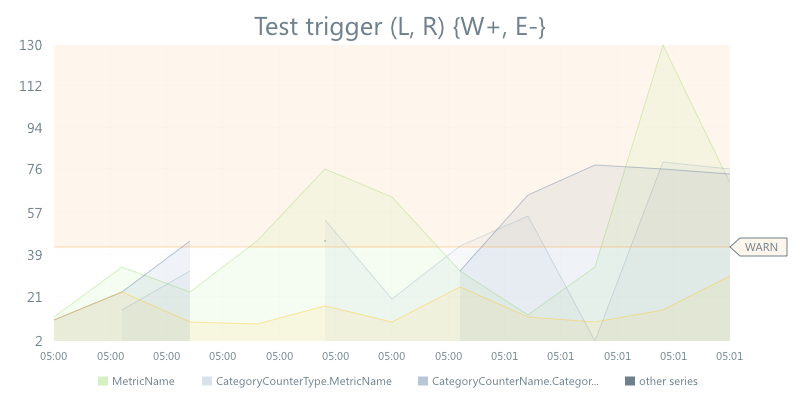 Test trigger (L, R) {W+, E-}
130
112
94
76
57
39
21
2
WARN
05:00 05:00 05:00 05:00 05:00 05:00 05:00 05:00 05:01 05:01 05:01 05:01 05:01
MetricName CategoryCounterType.MetricName CategoryCounterName.Categor... other series